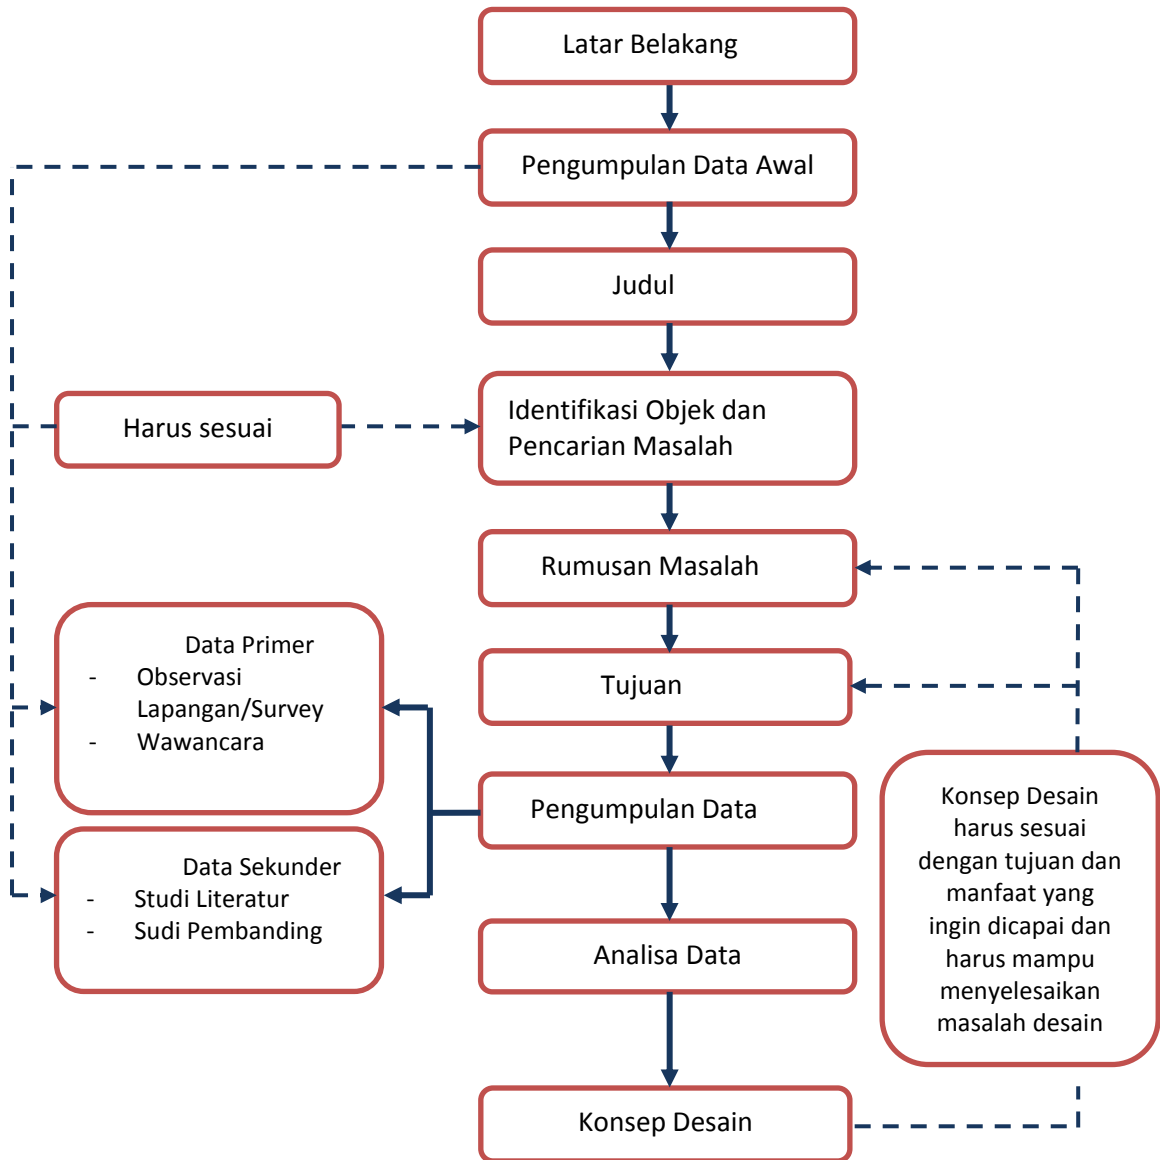 Latar Belakang
Pengumpulan Data Awal
Judul
Harus sesuai
Identifikasi Objek dan
Pencarian Masalah
Rumusan Masalah
Data Primer
- Observasi
Lapangan/Survey
- Wawancara
Tujuan
Pengumpulan Data
Data Sekunder
- Studi Literatur
- Sudi Pembanding
Analisa Data
Konsep Desain
harus sesuai
dengan tujuan dan
manfaat yang
ingin dicapai dan
harus mampu
menyelesaikan
masalah desain
Konsep Desain